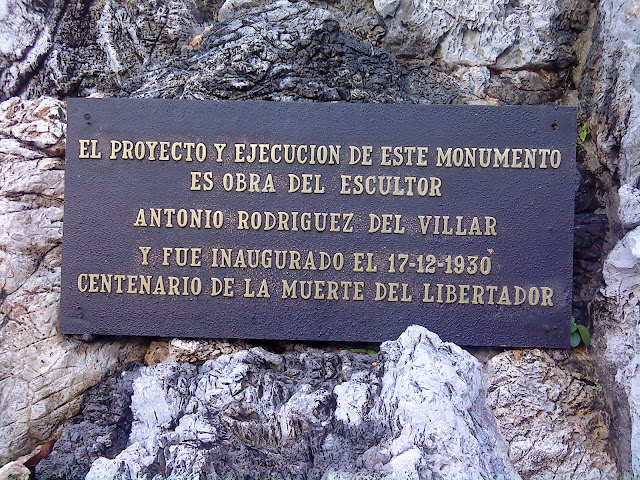 EL PROYECTO Y EJECUCION DE ESTE MONUMENTO
ES OBRA DEL ESCULTOR
ANTONIO RODRIGUEZ DEL VILLAR
Y FUE INAUGURADO EL 17-12-1930
CENTENARIO DE LA MUERTE DEL LIBERTADOR